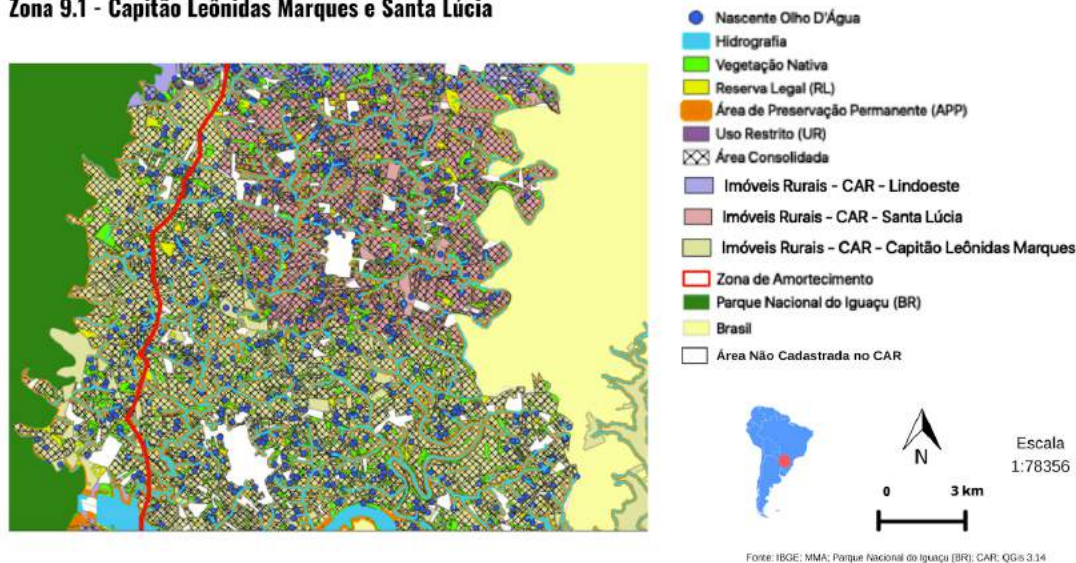 Zona 9.1 - Capitão Leônidas Marques e Santa Lúcia
Nascente Olho D'Água
Hidrografia
Vegetação Nativa
Reserva Legal (RL)
Área de Preservação Permanente (APP)
Uso Restrito (UR)
Área Consolidada
Imóveis Rurais - CAR - Lindoeste
Imóveis Rurais - CAR - Santa Lúcia
Imóveis Rurais - CAR - Capitão Leônidas Marques
Zona de Amortecimento
Parque Nacional do Iguaçu (BR)
Brasil
Área Não Cadastrada no CAR
N
Escala
1:78356
0 3 km
Fonte: IBGE; MMA; Parque Nacional do Iguaçu (BR); CAR; QGis 3.14